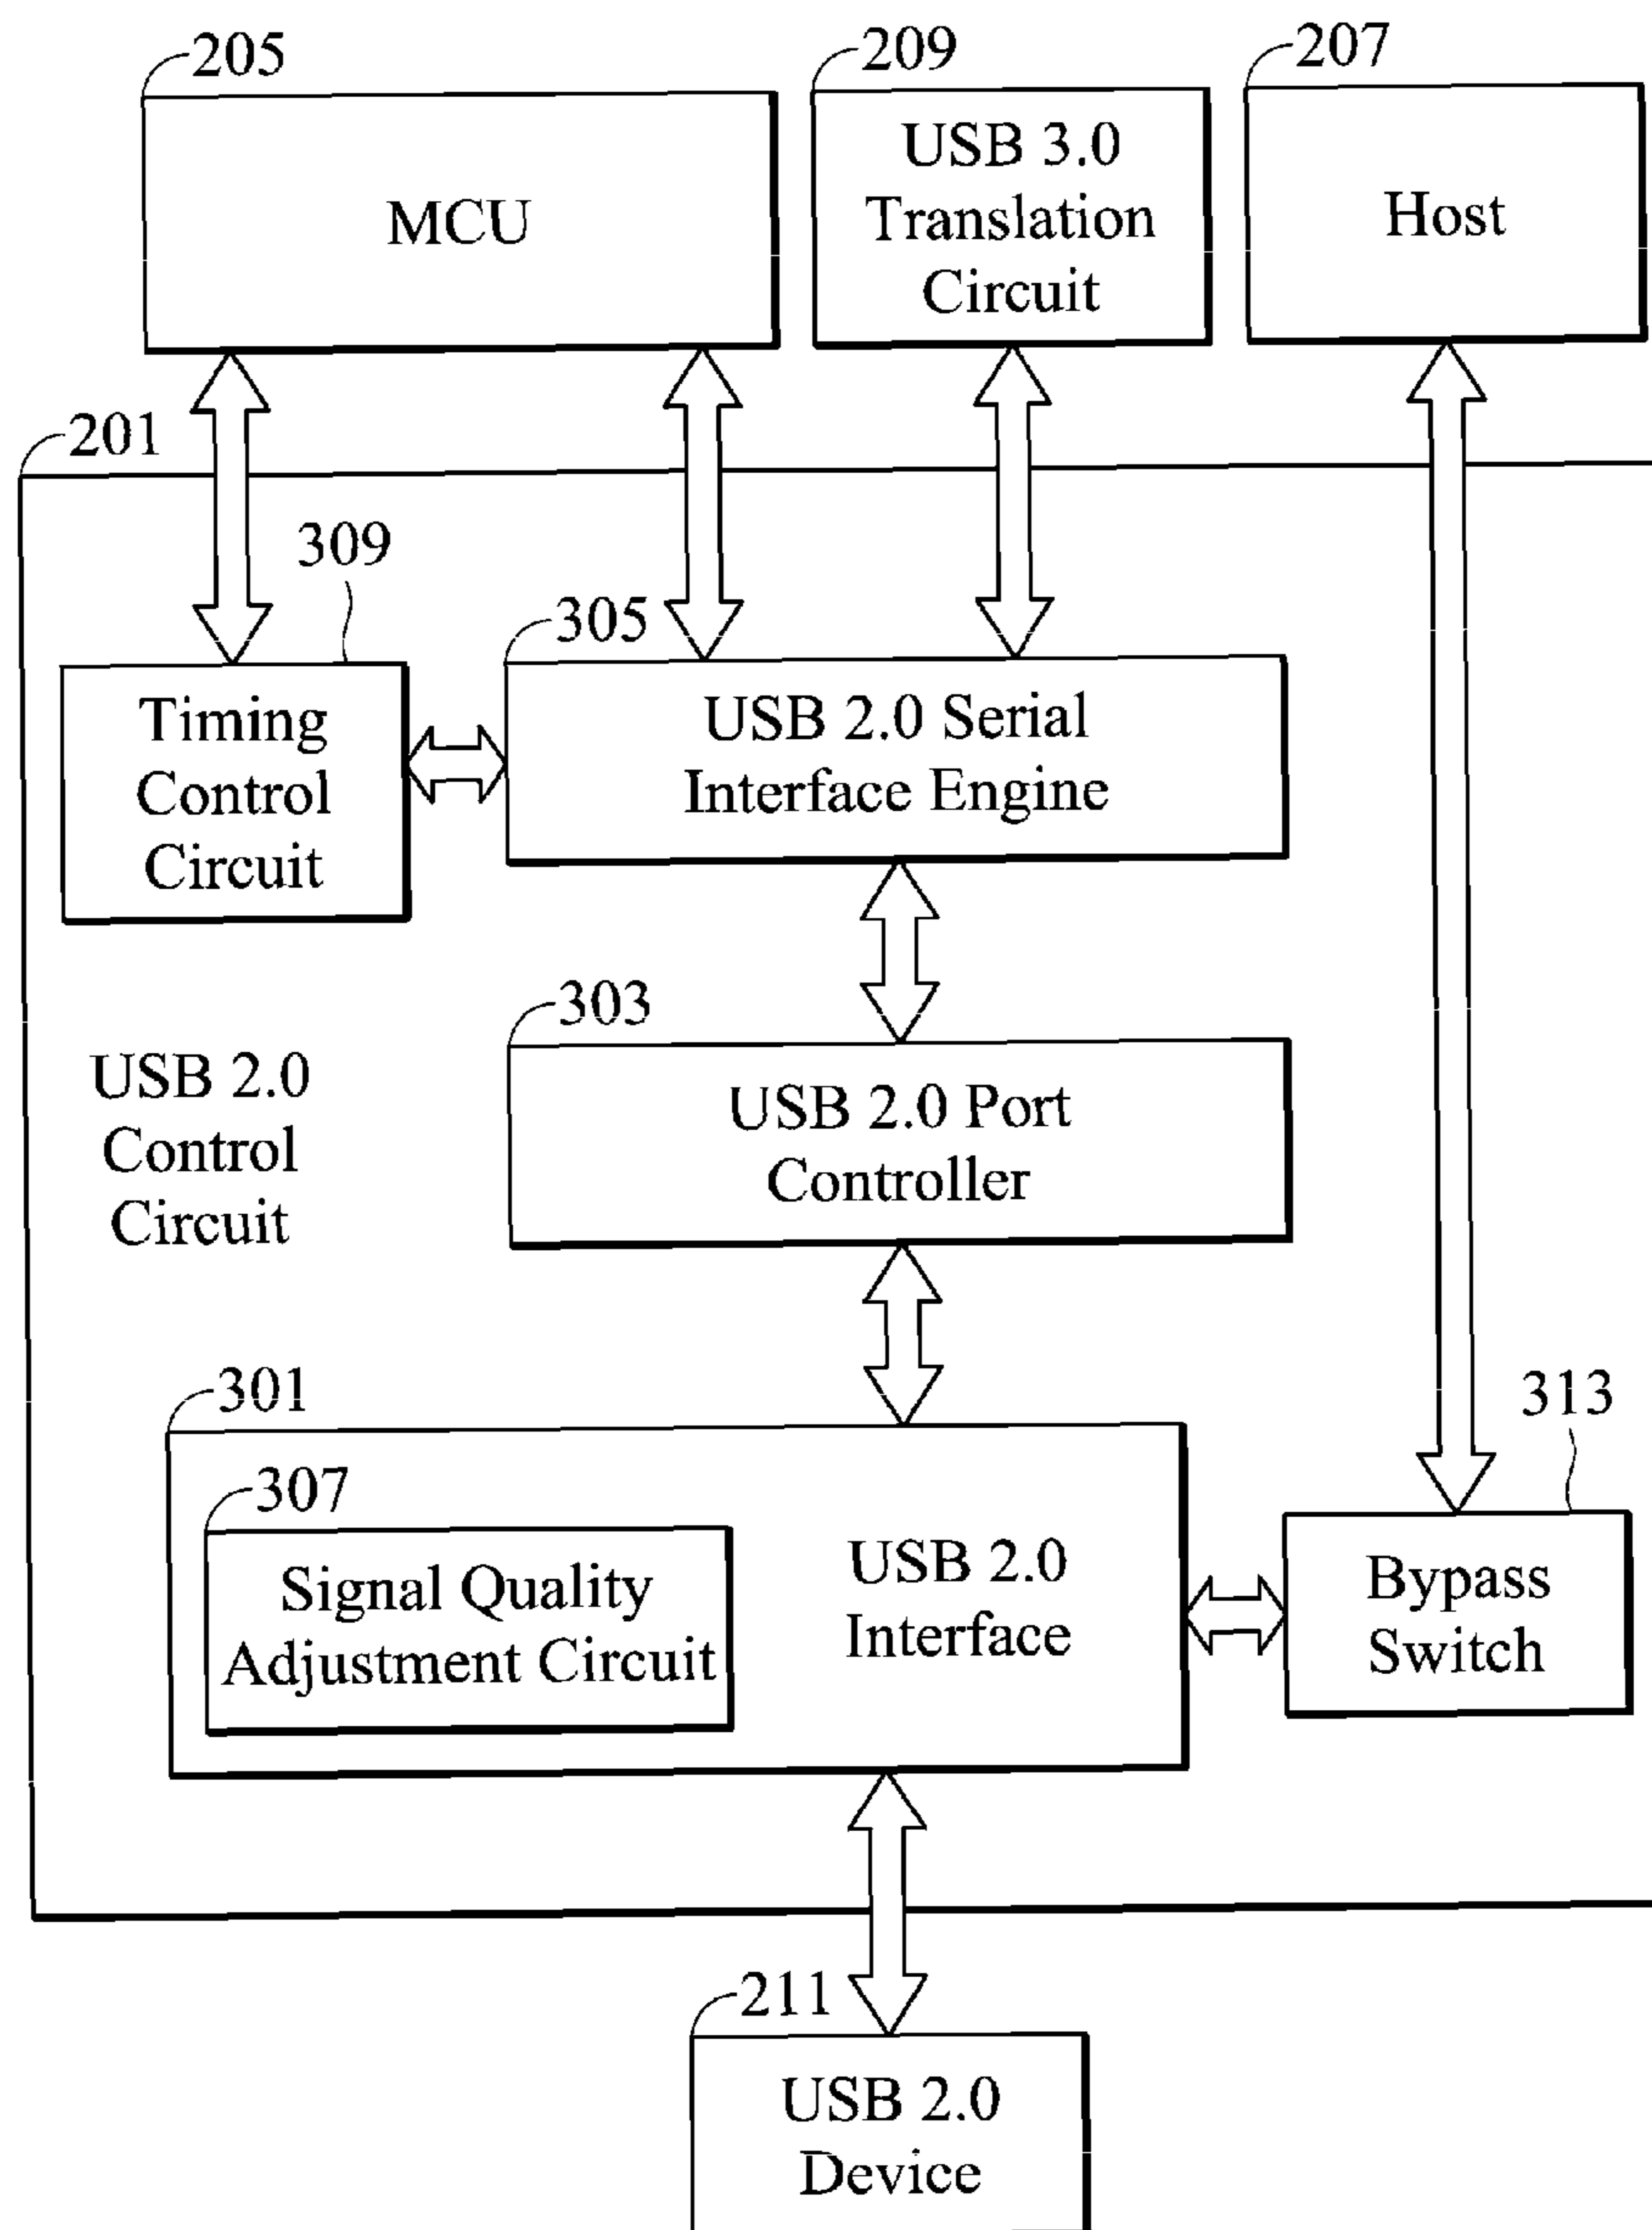 205
209
207
MCU
USB 3.0
Translation
Circuit
Host
201
309
305
Timing
Control
Circuit
USB 2.0 Serial
Interface Engine
303
USB 2.0
Control
Circuit
USB 2.0 Port
Controller
301
313
307
Signal Quality
Adjustment Circuit
USB 2.0
Interface
Bypass
Switch
211
USB 2.0
Device